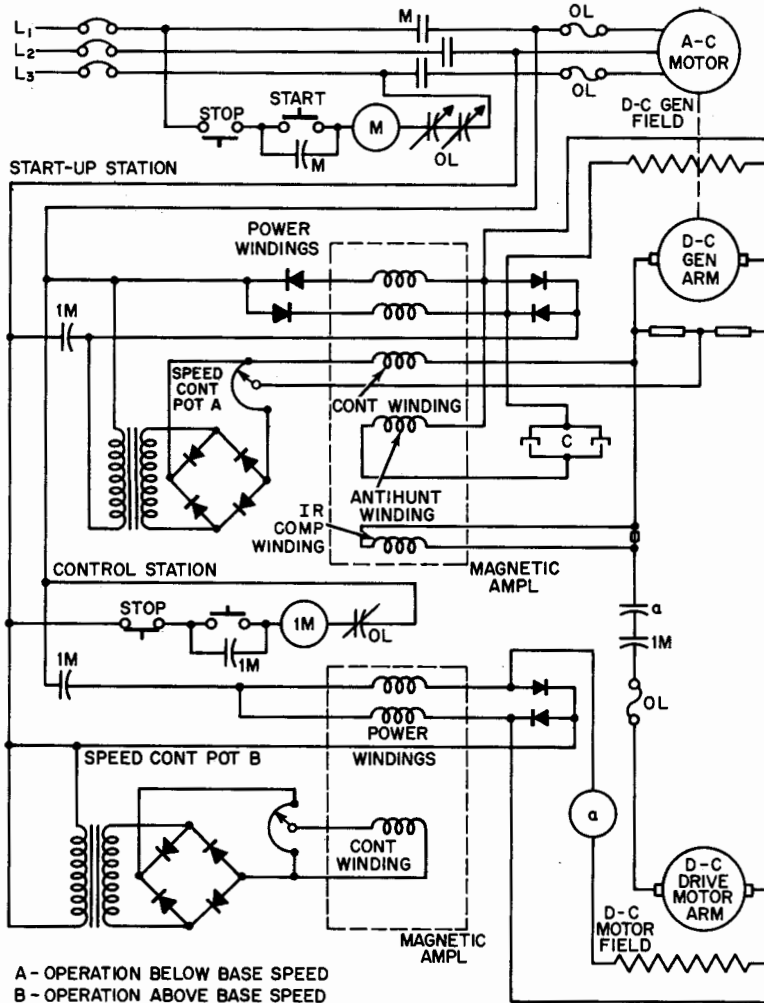 L1
L2
L3
M
OL
A-C
MOTOR
OL
STOP
START
M
M
OL
D-C GEN
FIELD
START-UP STATION
POWER
WINDINGS
D-C
GEN
ARM
1M
SPEED
CONT
POT A
CONT WINDING
C
ANTIHUNT
WINDING
IR
COMP
WINDING
MAGNETIC
AMPL
CONTROL STATION
STOP
1M
OL
1M
a
1M
1M
OL
POWER
WINDINGS
SPEED CONT POT B
a
CONT
WINDING
D-C
DRIVE
MOTOR
ARM
D-C
MOTOR
FIELD
MAGNETIC
AMPL
A - OPERATION BELOW BASE SPEED
B - OPERATION ABOVE BASE SPEED